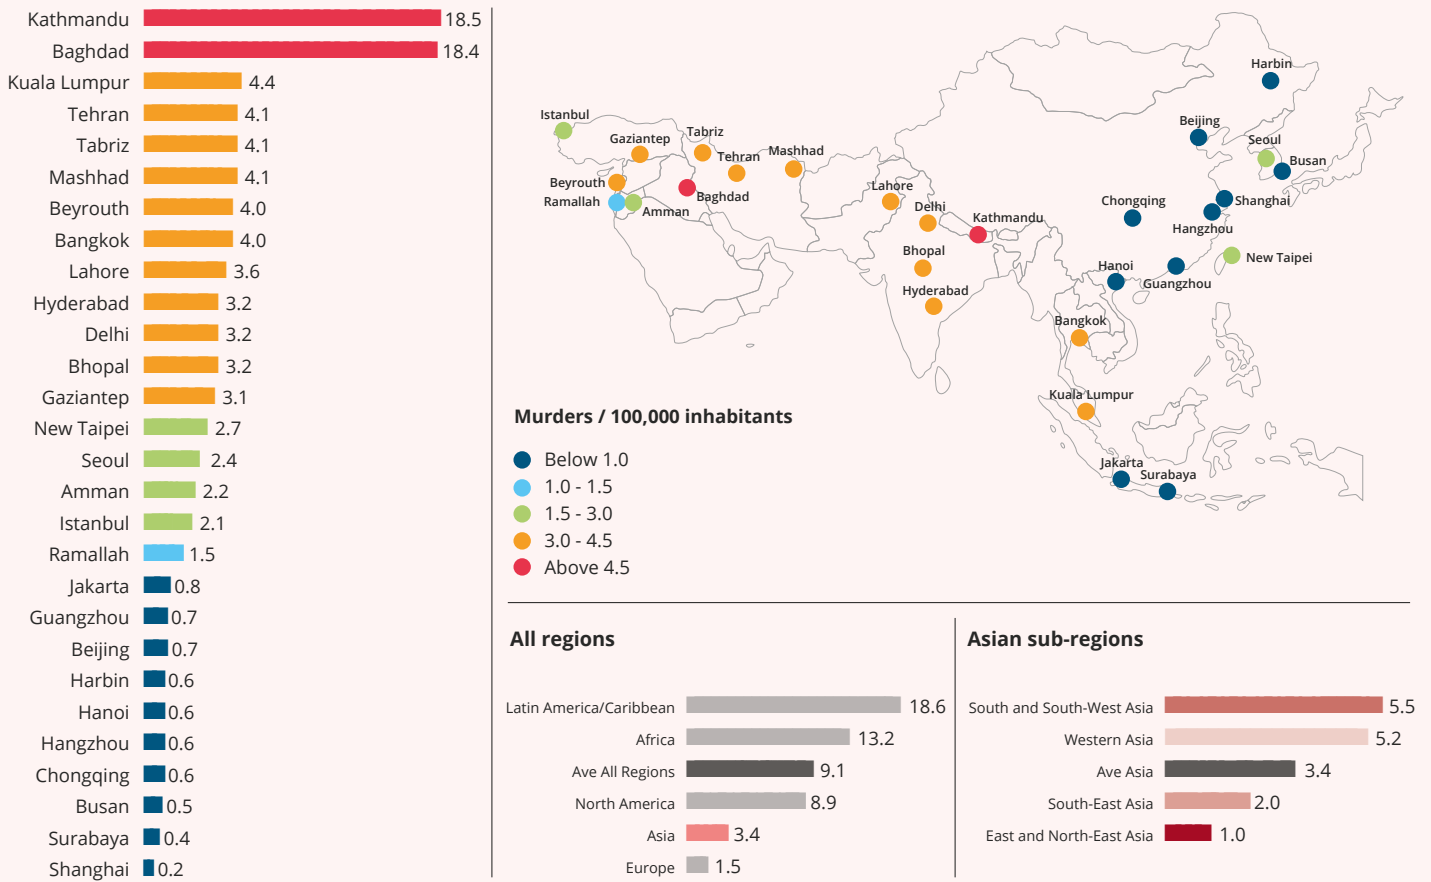 Kathmandu 18.5
Baghdad 18.4
Kuala Lumpur 4.4
Tehran 4.1
Tabriz 4.1
Mashhad 4.1
Beyrouth 4.0
Bangkok 4.0
Lahore 3.6
Hyderabad 3.2
Delhi 3.2
Bhopal 3.2
Gaziantep 3.1
New Taipei 2.7
Seoul 2.4
Amman 2.2
Istanbul 2.1
Ramallah 1.5
Jakarta 0.8
Guangzhou 0.7
Beijing 0.7
Harbin 0.6
Hanoi 0.6
Hangzhou 0.6
Chongqing 0.6
Busan 0.5
Surabaya 0.4
Shanghai 0.2
Harbin
Istanbul
Beijing
Gaziantep
Tabriz
Seoul
Tehran
Mashhad
Busan
Beyrouth
Lahore
Baghdad
Ramallah
Amman
Delhi
Chongqing
Shanghai
Kathmandu
Hangzhou
Bhopal
New Taipei
Hanoi
Guangzhou
Hyderabad
Bangkok
Kuala Lumpur
Jakarta
Surabaya
Murders / 100,000 inhabitants
Below 1.0
1.0 - 1.5
1.5 - 3.0
3.0 - 4.5
Above 4.5
All regions
Latin America/Caribbean 18.6
Africa 13.2
Ave All Regions 9.1
North America 8.9
Asia 3.4
Europe 1.5
Asian sub-regions
South and South-West Asia 5.5
Western Asia 5.2
Ave Asia 3.4
South-East Asia 2.0
East and North-East Asia 1.0